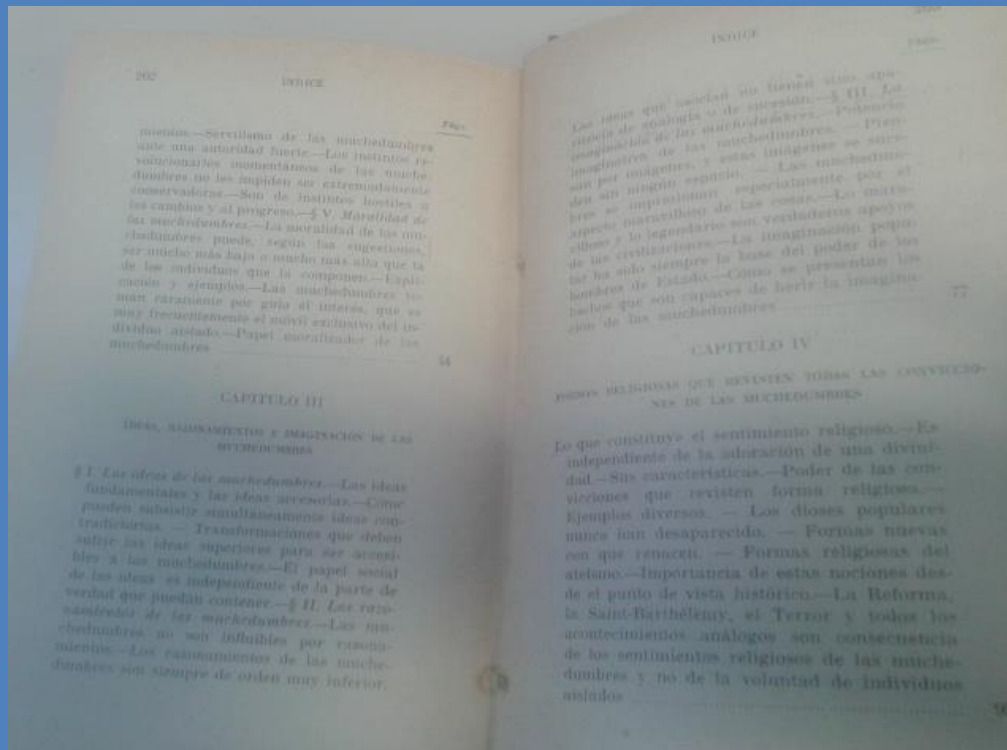 202 INDICE
Págs.
mientos.—Servilismo de las muchedumbres
ante una autoridad fuerte.—Los instintos re-
volucionarios momentáneos de las muche-
dumbres no les impiden ser extremadamente
conservadoras.—Son de instintos hostiles a
los cambios y al progreso.—§ V. Moralidad de
las muchedumbres.—La moralidad de las mu-
chedumbres puede, según las sugestiones,
ser mucho más baja o mucho más alta que la
de los individuos que la componen.—Expli-
cación y ejemplos.—Las muchedumbres to-
man raramente por guía el interés, que es
muy frecuentemente el móvil exclusivo del in-
dividuo aislado.—Papel moralizador de las
muchedumbres
CAPITULO III
IDEAS, RAZONAMIENTOS E IMAGINACIÓN DE LAS
MUCHEDUMBRES
§ I. Las ideas de las muchedumbres.—Las ideas
fundamentales y las ideas accesorias.—Cómo
pueden subsistir simultáneamente ideas con-
tradictorias. — Transformaciones que deben
sufrir las ideas superiores para ser accesi-
bles a las muchedumbres.—El papel social
de las ideas es independiente de la parte de
verdad que puedan contener.—§ II. Los razo-
namientos de las muchedumbres.—Las mu-
chedumbres no son influibles por razona-
mientos.—Los razonamientos de las muche-
dumbres son siempre de orden muy inferior.
INDICE
Págs.
Las ideas que asocian no tienen sino apa-
riencia de analogía o de sucesión.—§ III. La
imaginación de las muchedumbres.—Potencia
imaginativa de las muchedumbres. — Pien-
san por imágenes, y estas imágenes se suce-
den sin ningún espacio. — Las muchedum-
bres se impresionan especialmente por el
aspecto maravilloso de las cosas.—Lo mara-
villoso y lo legendario son verdaderos apoyos
de las civilizaciones.—La imaginación popu-
lar ha sido siempre la base del poder de los
hombres de Estado.—Cómo se presentan los
hechos que son capaces de herir la imagina-
ción de las muchedumbres 77
CAPITULO IV
FORMAS RELIGIOSAS QUE REVISTEN TODAS LAS CONVICCIO-
NES DE LAS MUCHEDUMBRES
Lo que constituye el sentimiento religioso.—Es
independiente de la adoración de una divini-
dad.—Sus características.—Poder de las con-
vicciones que revisten forma religiosa.—
Ejemplos diversos. — Los dioses populares
nunca han desaparecido. — Formas nuevas
con que renacen. — Formas religiosas del
ateísmo.—Importancia de estas nociones des-
de el punto de vista histórico.—La Reforma,
la Saint-Barthélemy, el Terror y todos los
acontecimientos análogos son consecuencia
de los sentimientos religiosos de las muche-
dumbres y no de la voluntad de individuos
aislados